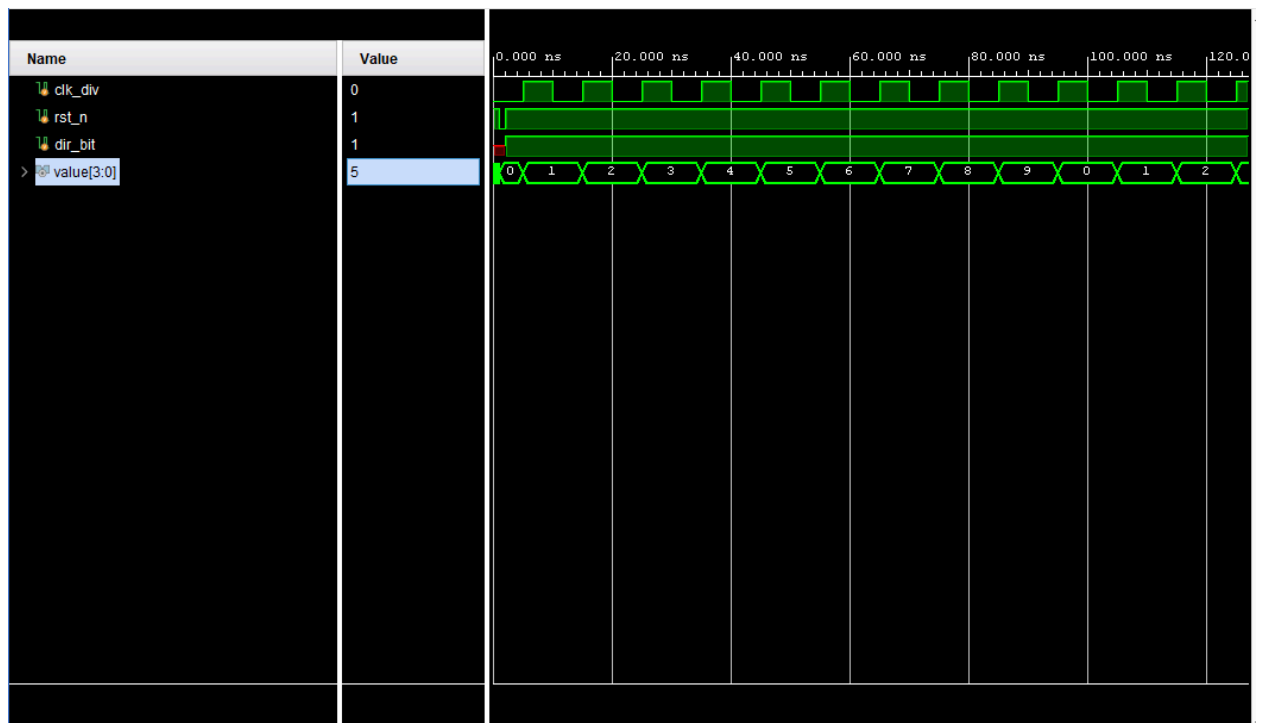 Name Value 0.000 ns 20.000 ns 40.000 ns 60.000 ns 80.000 ns 100.000 ns 120.0
clk_div 0
rst_n 1
dir_bit 1
> value[3:0] 5 0 1 2 3 4 5 6 7 8 9 0 1 2